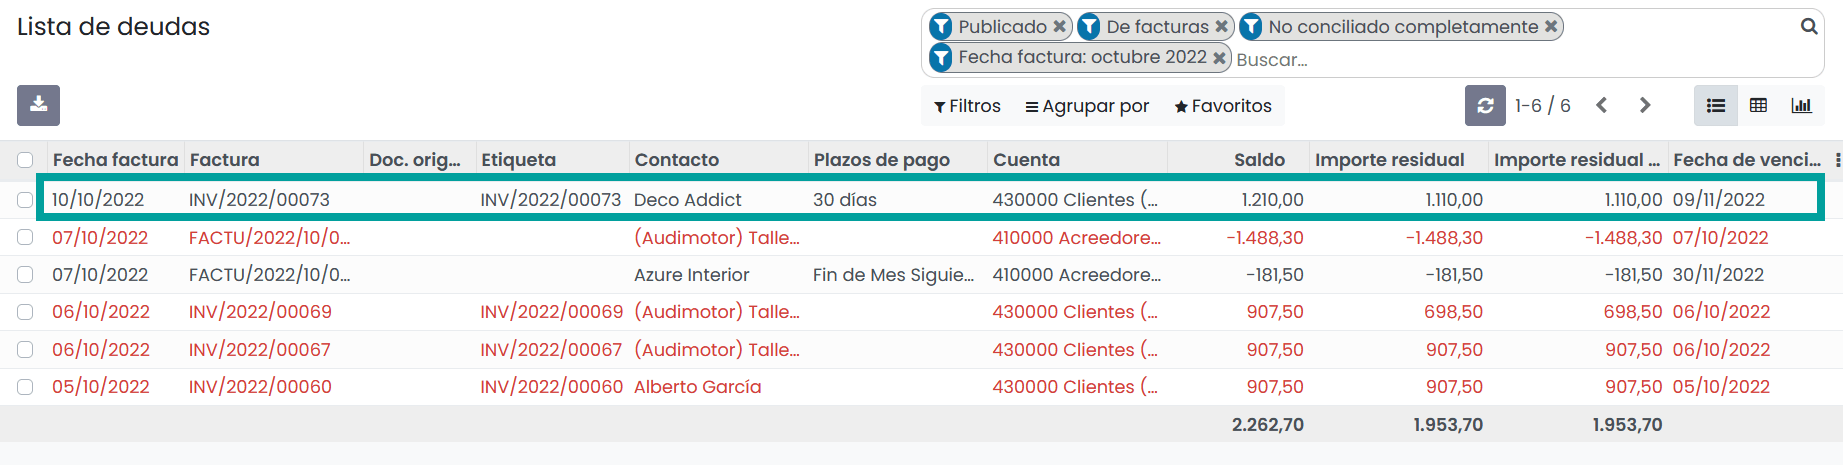 Lista de deudas
Publicado De facturas No conciliado completamente
Fecha factura: octubre 2022 Buscar...
Filtros Agrupar por Favoritos 1-6 / 6
Fecha factura Factura Doc. orig... Etiqueta Contacto Plazos de pago Cuenta Saldo Importe residual Importe residual ... Fecha de venci...
10/10/2022 INV/2022/00073 INV/2022/00073 Deco Addict 30 días 430000 Clientes (... 1.210,00 1.110,00 1.110,00 09/11/2022
07/10/2022 FACTU/2022/10/0... (Audimotor) Talle... 410000 Acreedore... -1.488,30 -1.488,30 -1.488,30 07/10/2022
07/10/2022 FACTU/2022/10/0... Azure Interior Fin de Mes Siguie... 410000 Acreedore... -181,50 -181,50 -181,50 30/11/2022
06/10/2022 INV/2022/00069 INV/2022/00069 (Audimotor) Talle... 430000 Clientes (... 907,50 698,50 698,50 06/10/2022
06/10/2022 INV/2022/00067 INV/2022/00067 (Audimotor) Talle... 430000 Clientes (... 907,50 907,50 907,50 06/10/2022
05/10/2022 INV/2022/00060 INV/2022/00060 Alberto García 430000 Clientes (... 907,50 907,50 907,50 05/10/2022
2.262,70 1.953,70 1.953,70